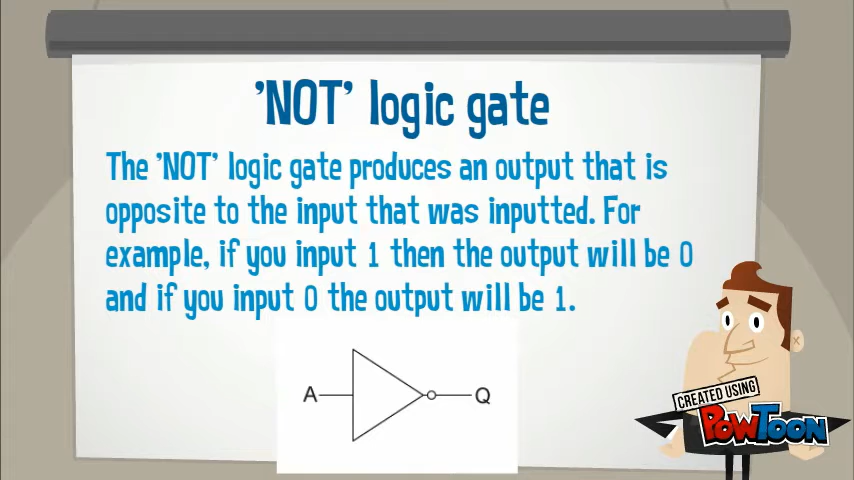 'NOT' logic gate
The 'NOT' logic gate produces an output that is
opposite to the input that was inputted. For
example, if you input 1 then the output will be 0
and if you input 0 the output will be 1.
A Q
CREATED USING
POWTOON